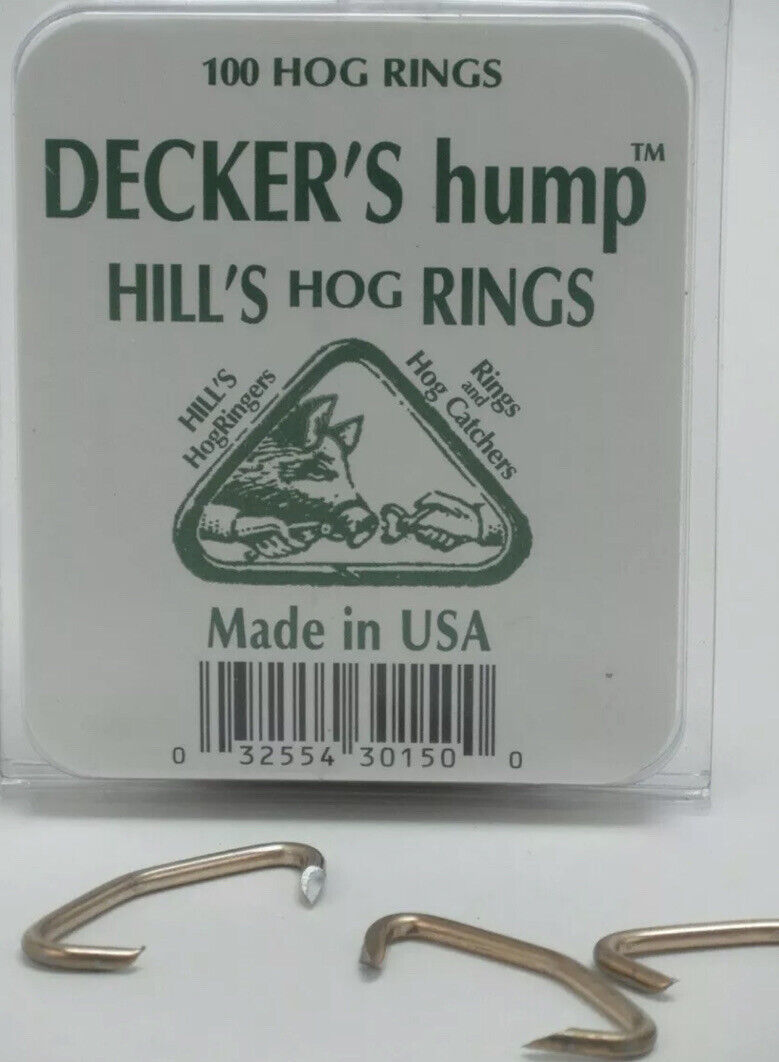 100 HOG RINGS
DECKER'S hump™
HILL'S HOG RINGS
HILL'S
HogRingers
Rings
and
Hog Catchers
Made in USA
0 32554 30150 0